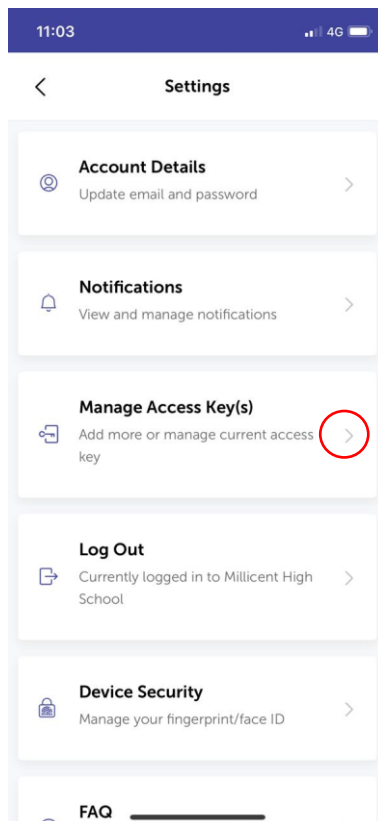 11:03 4G
Settings
Account Details
Update email and password
Notifications
View and manage notifications
Manage Access Key(s)
Add more or manage current access
key
Log Out
Currently logged in to Millicent High
School
Device Security
Manage your fingerprint/face ID
FAQ